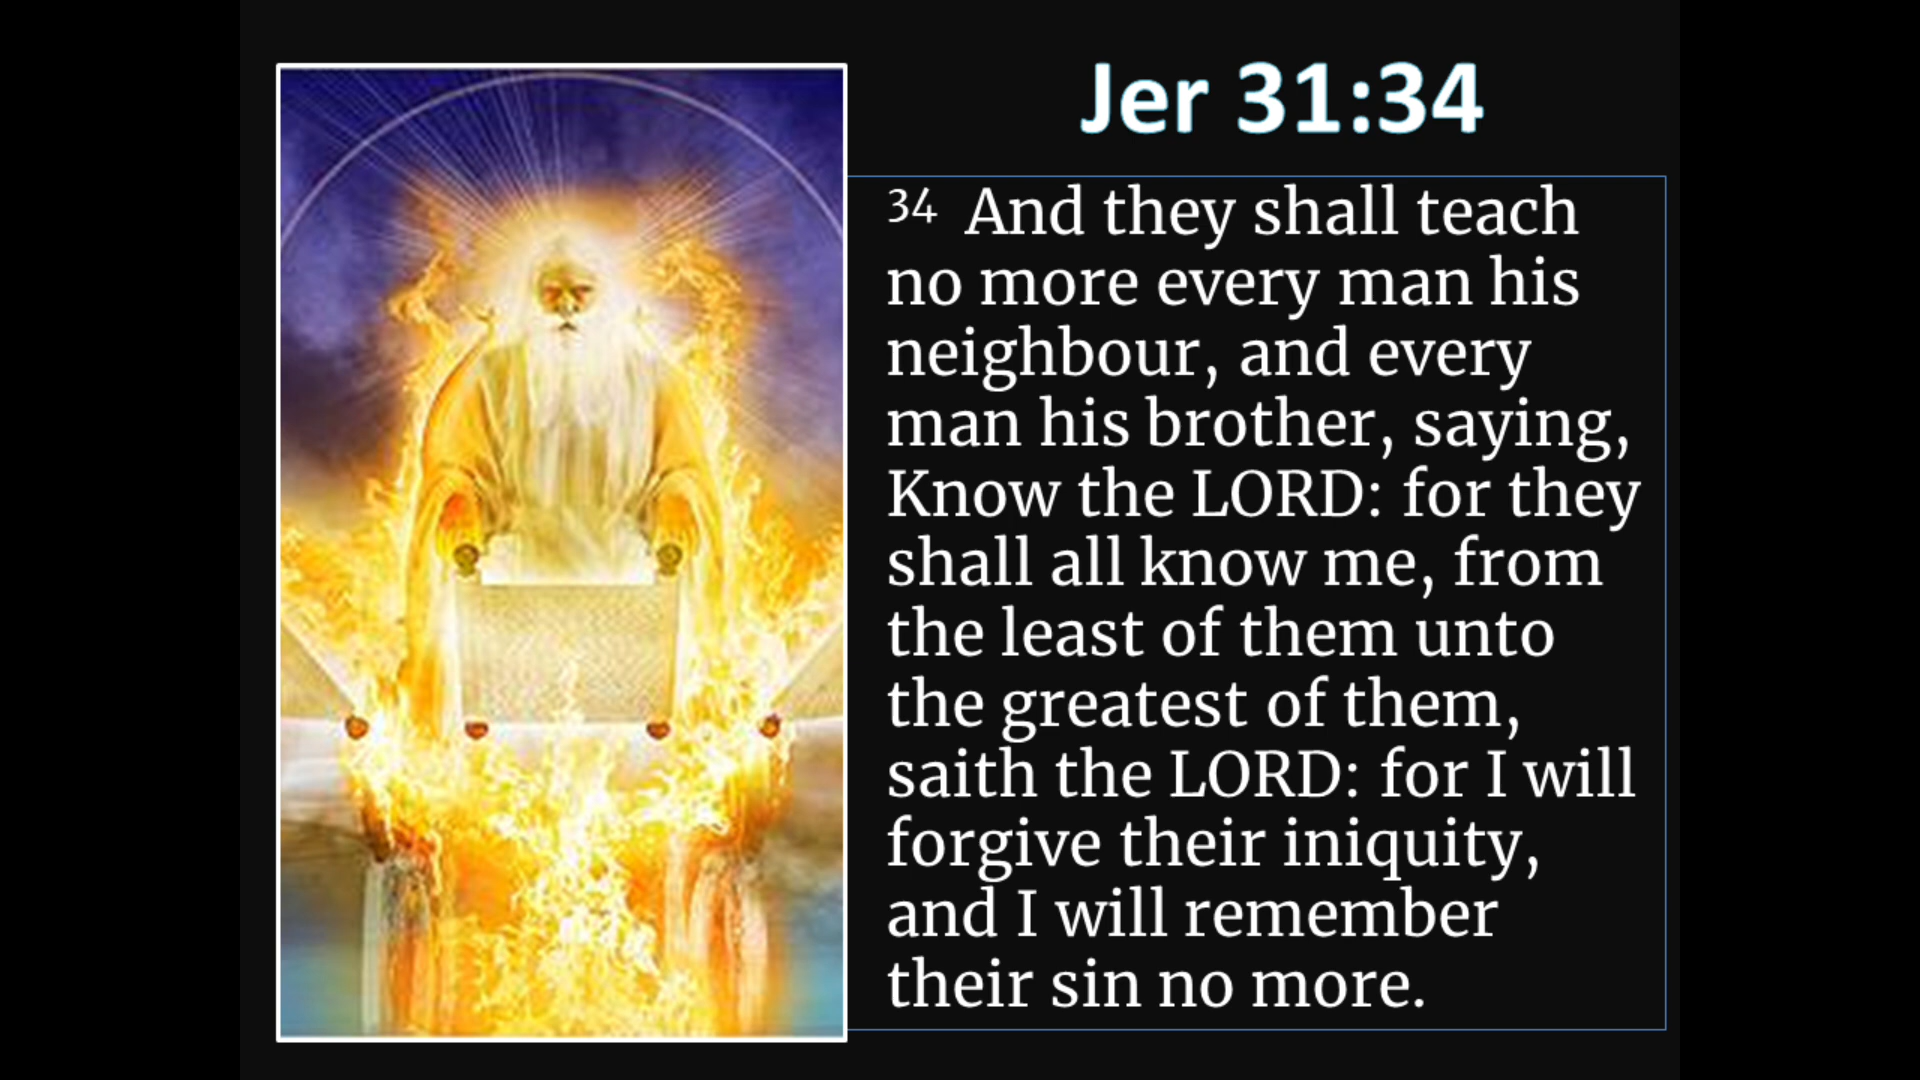 Jer 31:34
34 And they shall teach
no more every man his
neighbour, and every
man his brother, saying,
Know the LORD: for they
shall all know me, from
the least of them unto
the greatest of them,
saith the LORD: for I will
forgive their iniquity,
and I will remember
their sin no more.